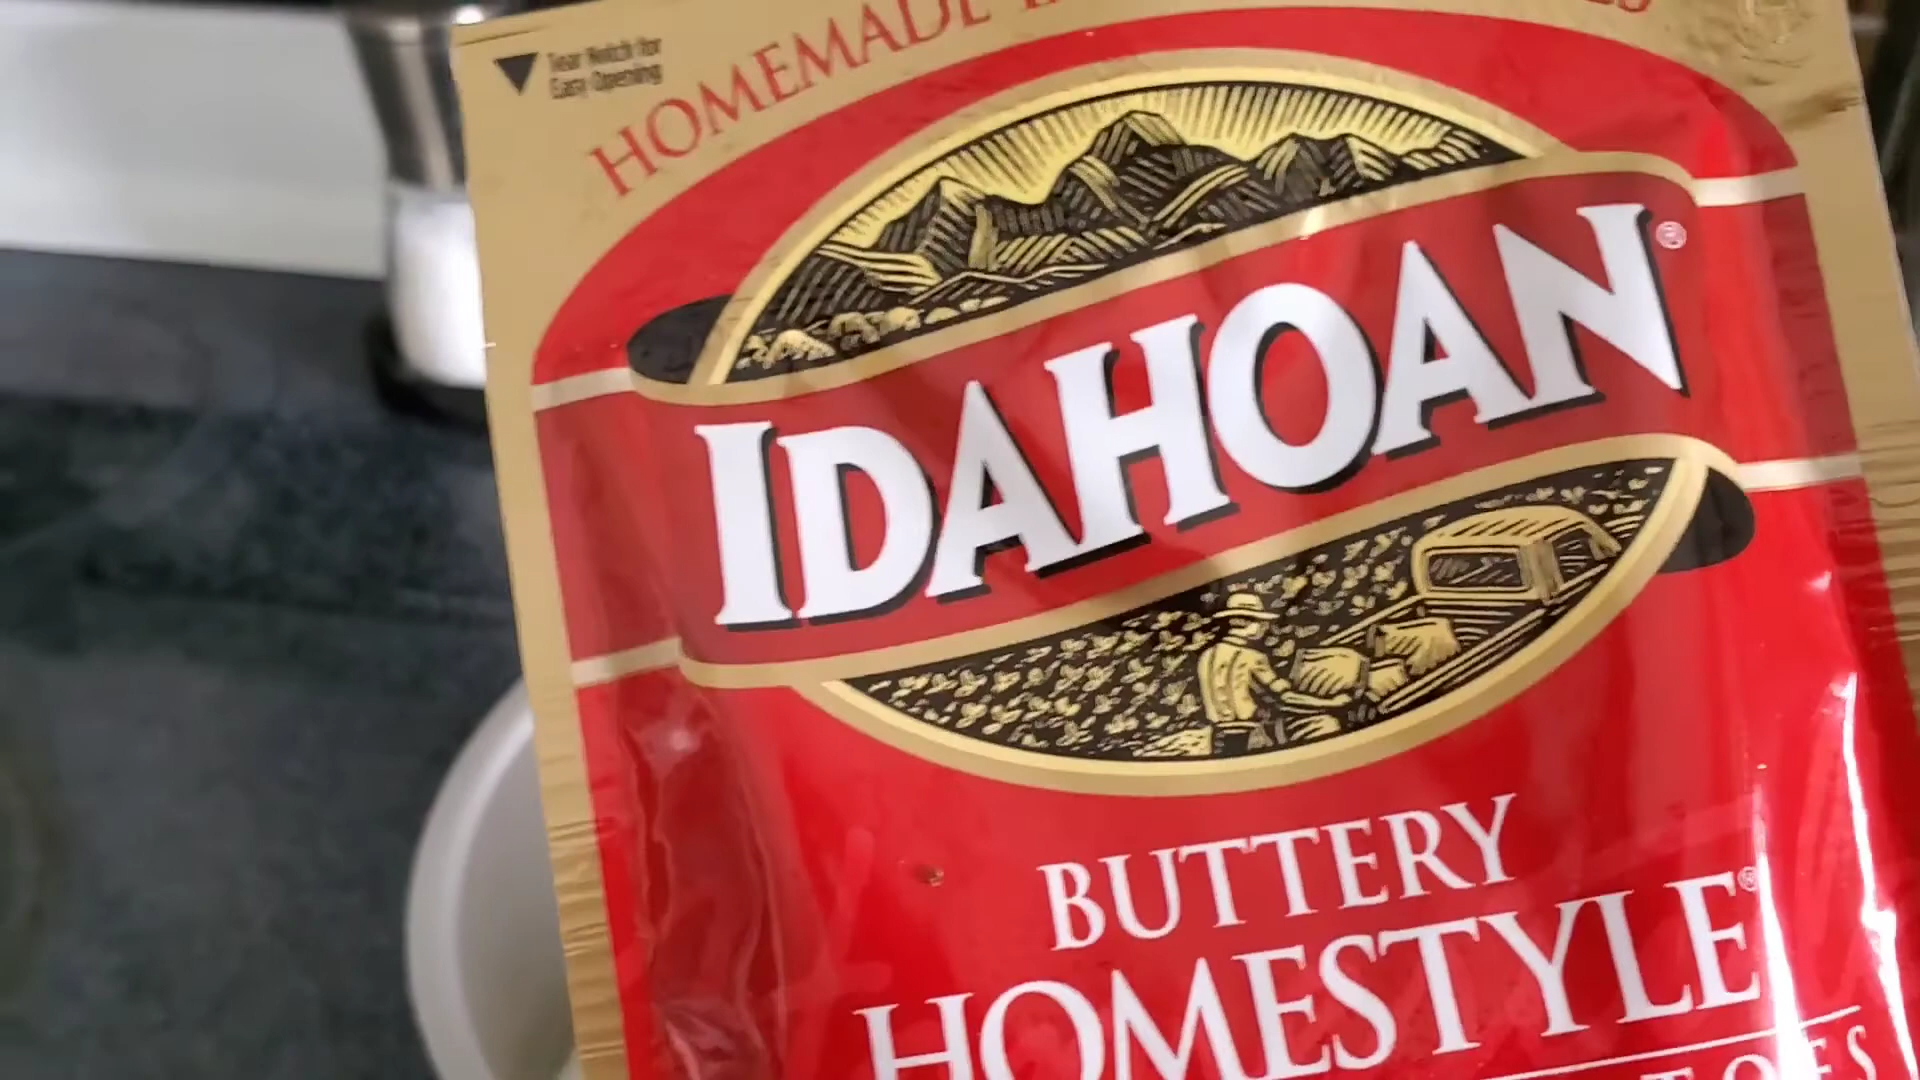 Tear Notch for
Easy Opening
HOMEMADE
IDAHOAN®
BUTTERY
HOMESTYLE®